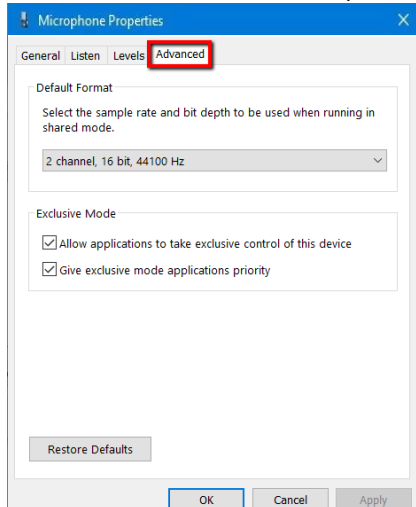 Microphone Properties
General Listen Levels Advanced
Default Format
Select the sample rate and bit depth to be used when running in
shared mode.
2 channel, 16 bit, 44100 Hz
Exclusive Mode
Allow applications to take exclusive control of this device
Give exclusive mode applications priority
Restore Defaults
OK Cancel Apply